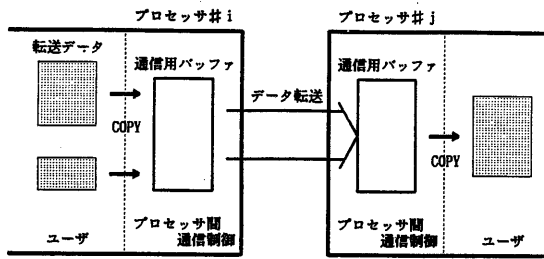 プロセッサ＃i
プロセッサ＃j
転送データ
通信用バッファ
COPY
ユーザ
プロセッサ間
通信制御
データ転送
通信用バッファ
COPY
プロセッサ間
通信制御
ユーザ